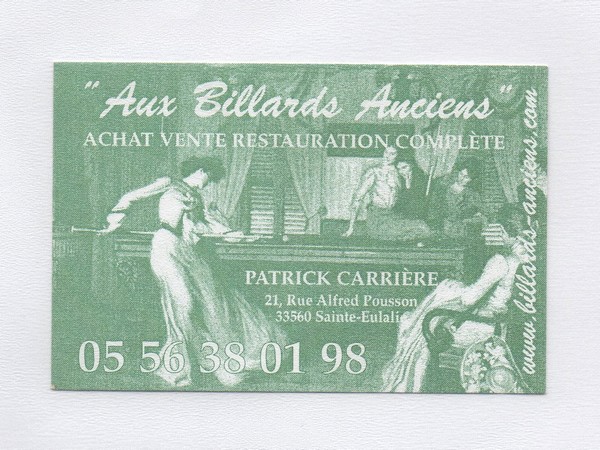 "Aux Billards Anciens"
ACHAT VENTE RESTAURATION COMPLÈTE
PATRICK CARRIÈRE
21, Rue Alfred Pousson
33560 Sainte-Eulalie
05 56 38 01 98
www.billards-anciens.com